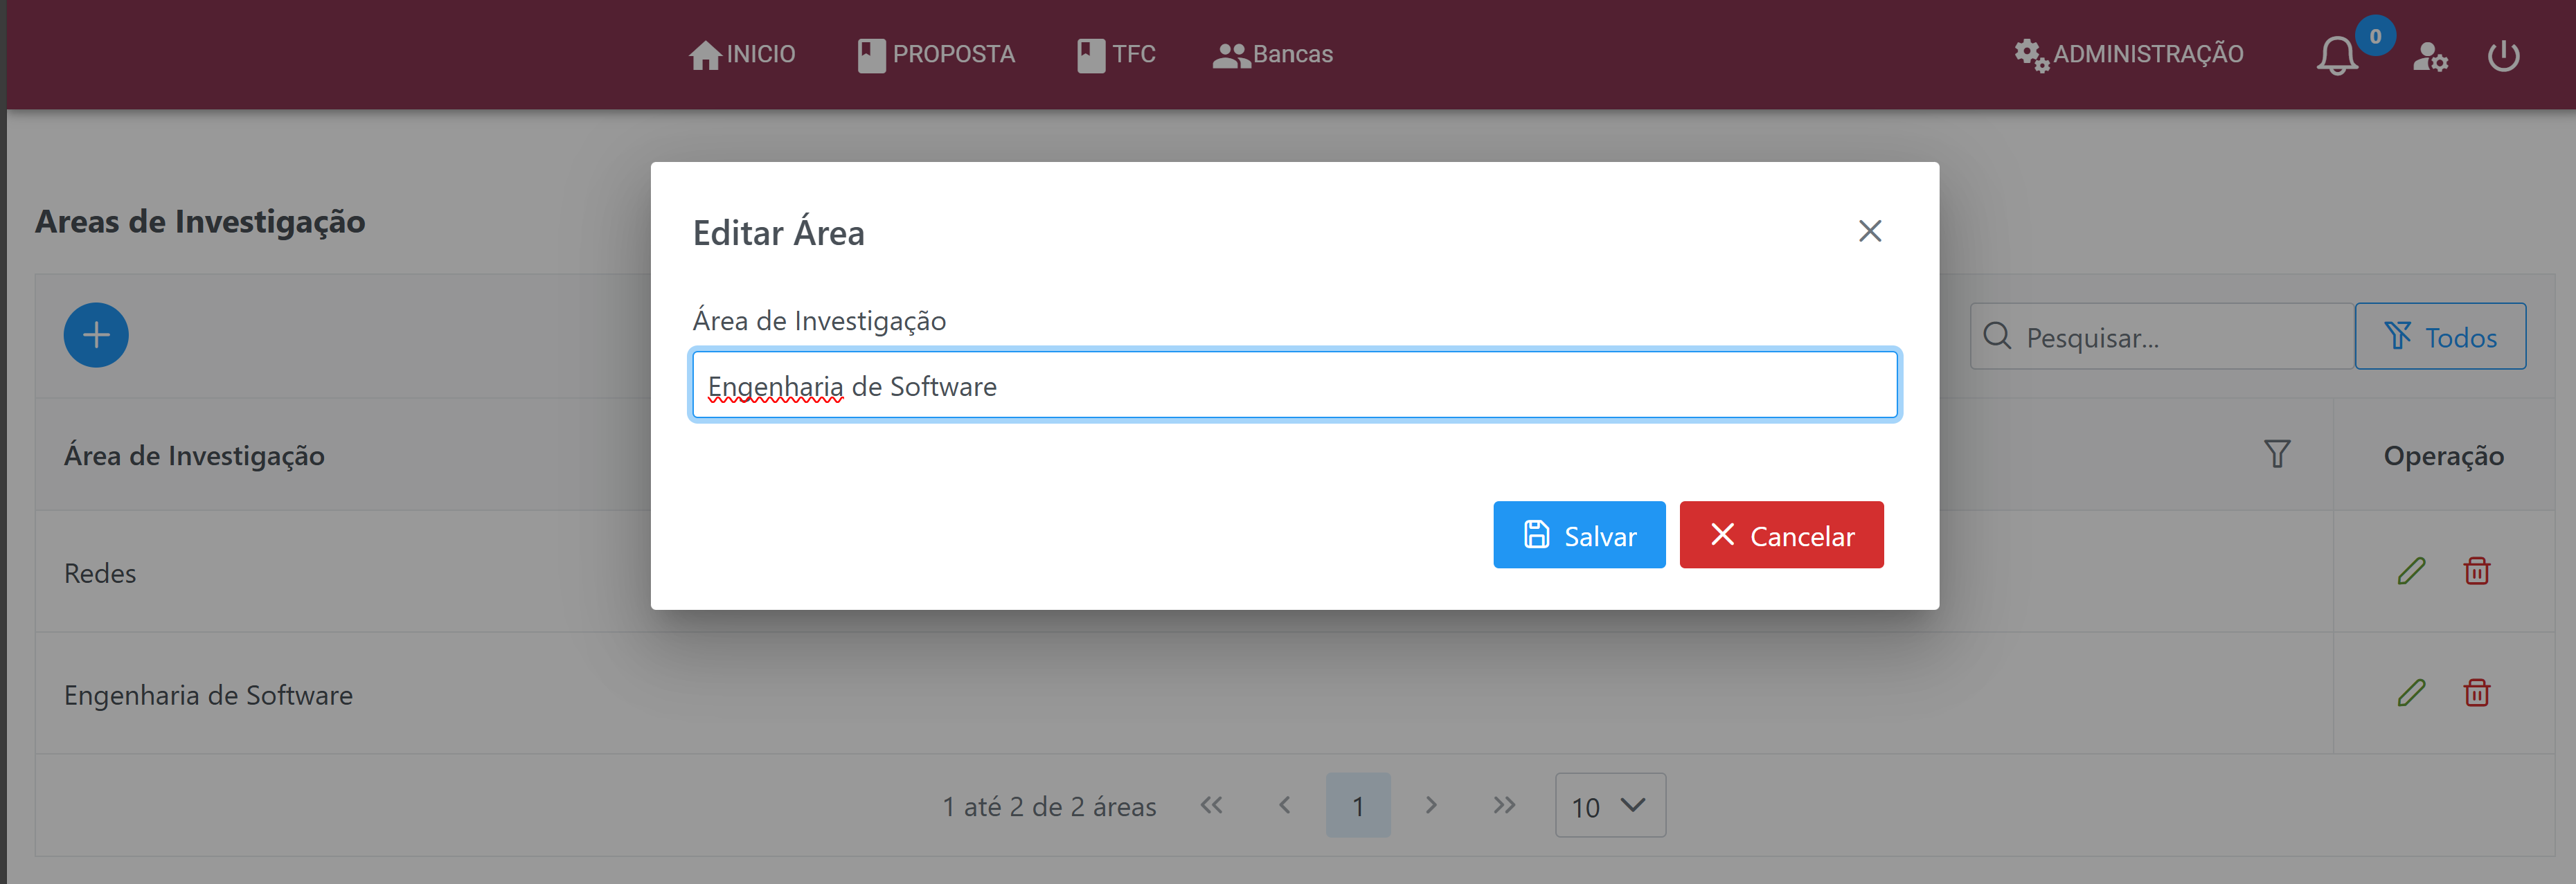 INICIO PROPOSTA TFC Bancas ADMINISTRAÇÃO 0
Areas de Investigação
Editar Área
Área de Investigação
Engenharia de Software
Salvar Cancelar
Pesquisar... Todos
Área de Investigação Operação
Redes
Engenharia de Software
1 até 2 de 2 áreas 1 10